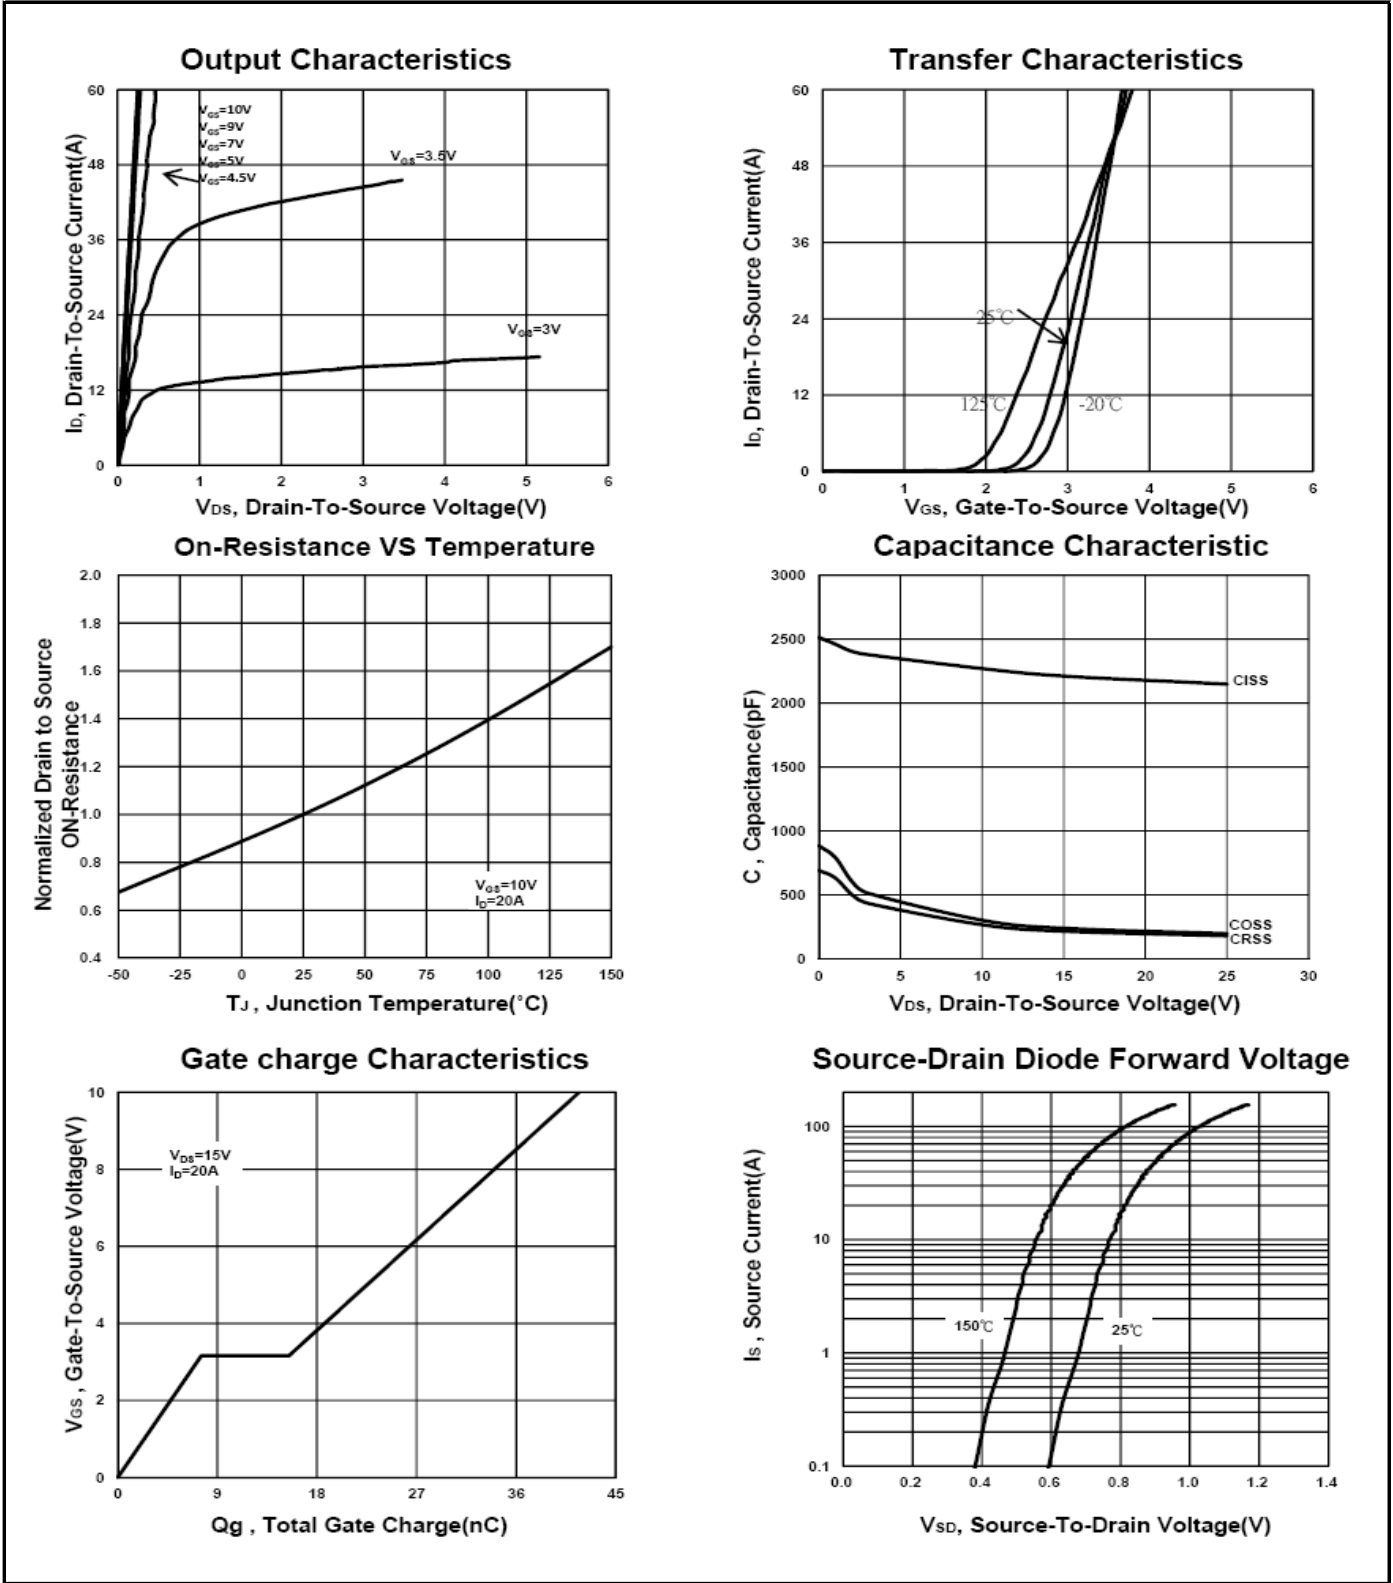 Output Characteristics
60
48
36
24
12
0
0 1 2 3 4 5 6
ID, Drain-To-Source Current(A)
VGS=10V
VGS=9V
VGS=7V
VGS=5V
VGS=4.5V
VGS=3.5V
VGS=3V
VDS, Drain-To-Source Voltage(V)
Transfer Characteristics
60
48
36
24
12
0
0 1 2 3 4 5 6
ID, Drain-To-Source Current(A)
25℃
125℃
-20℃
VGS, Gate-To-Source Voltage(V)
On-Resistance VS Temperature
2.0
1.8
1.6
1.4
1.2
1.0
0.8
0.6
0.4
-50 -25 0 25 50 75 100 125 150
Normalized Drain to Source
ON-Resistance
VGS=10V
ID=20A
TJ , Junction Temperature(°C)
Capacitance Characteristic
3000
2500
2000
1500
1000
500
0
0 5 10 15 20 25 30
C , Capacitance(pF)
CISS
COSS
CRSS
VDS, Drain-To-Source Voltage(V)
Gate charge Characteristics
10
8
6
4
2
0
0 9 18 27 36 45
VGS , Gate-To-Source Voltage(V)
VDS=15V
ID=20A
Qg , Total Gate Charge(nC)
Source-Drain Diode Forward Voltage
100
10
1
0.1
0.0 0.2 0.4 0.6 0.8 1.0 1.2 1.4
IS , Source Current(A)
150℃
25℃
VSD, Source-To-Drain Voltage(V)